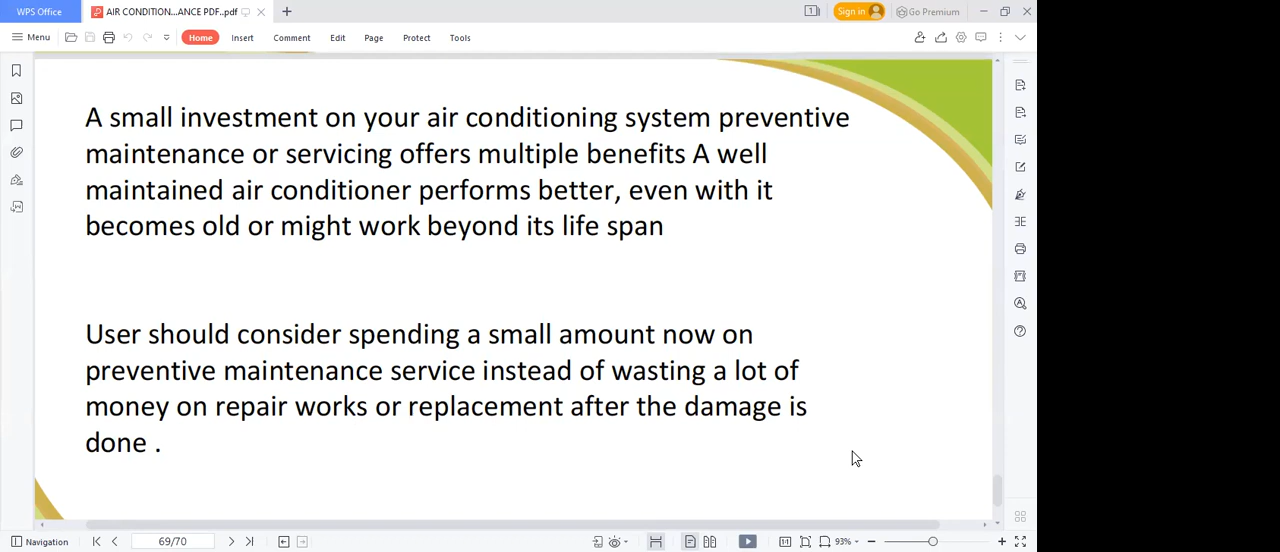 WPS Office
AIR CONDITION...ANCE PDF..pdf
1
Sign in
Go Premium
Menu
Home
Insert
Comment
Edit
Page
Protect
Tools
A small investment on your air conditioning system preventive
maintenance or servicing offers multiple benefits A well
maintained air conditioner performs better, even with it
becomes old or might work beyond its life span
User should consider spending a small amount now on
preventive maintenance service instead of wasting a lot of
money on repair works or replacement after the damage is
done .
Navigation
69/70
93%